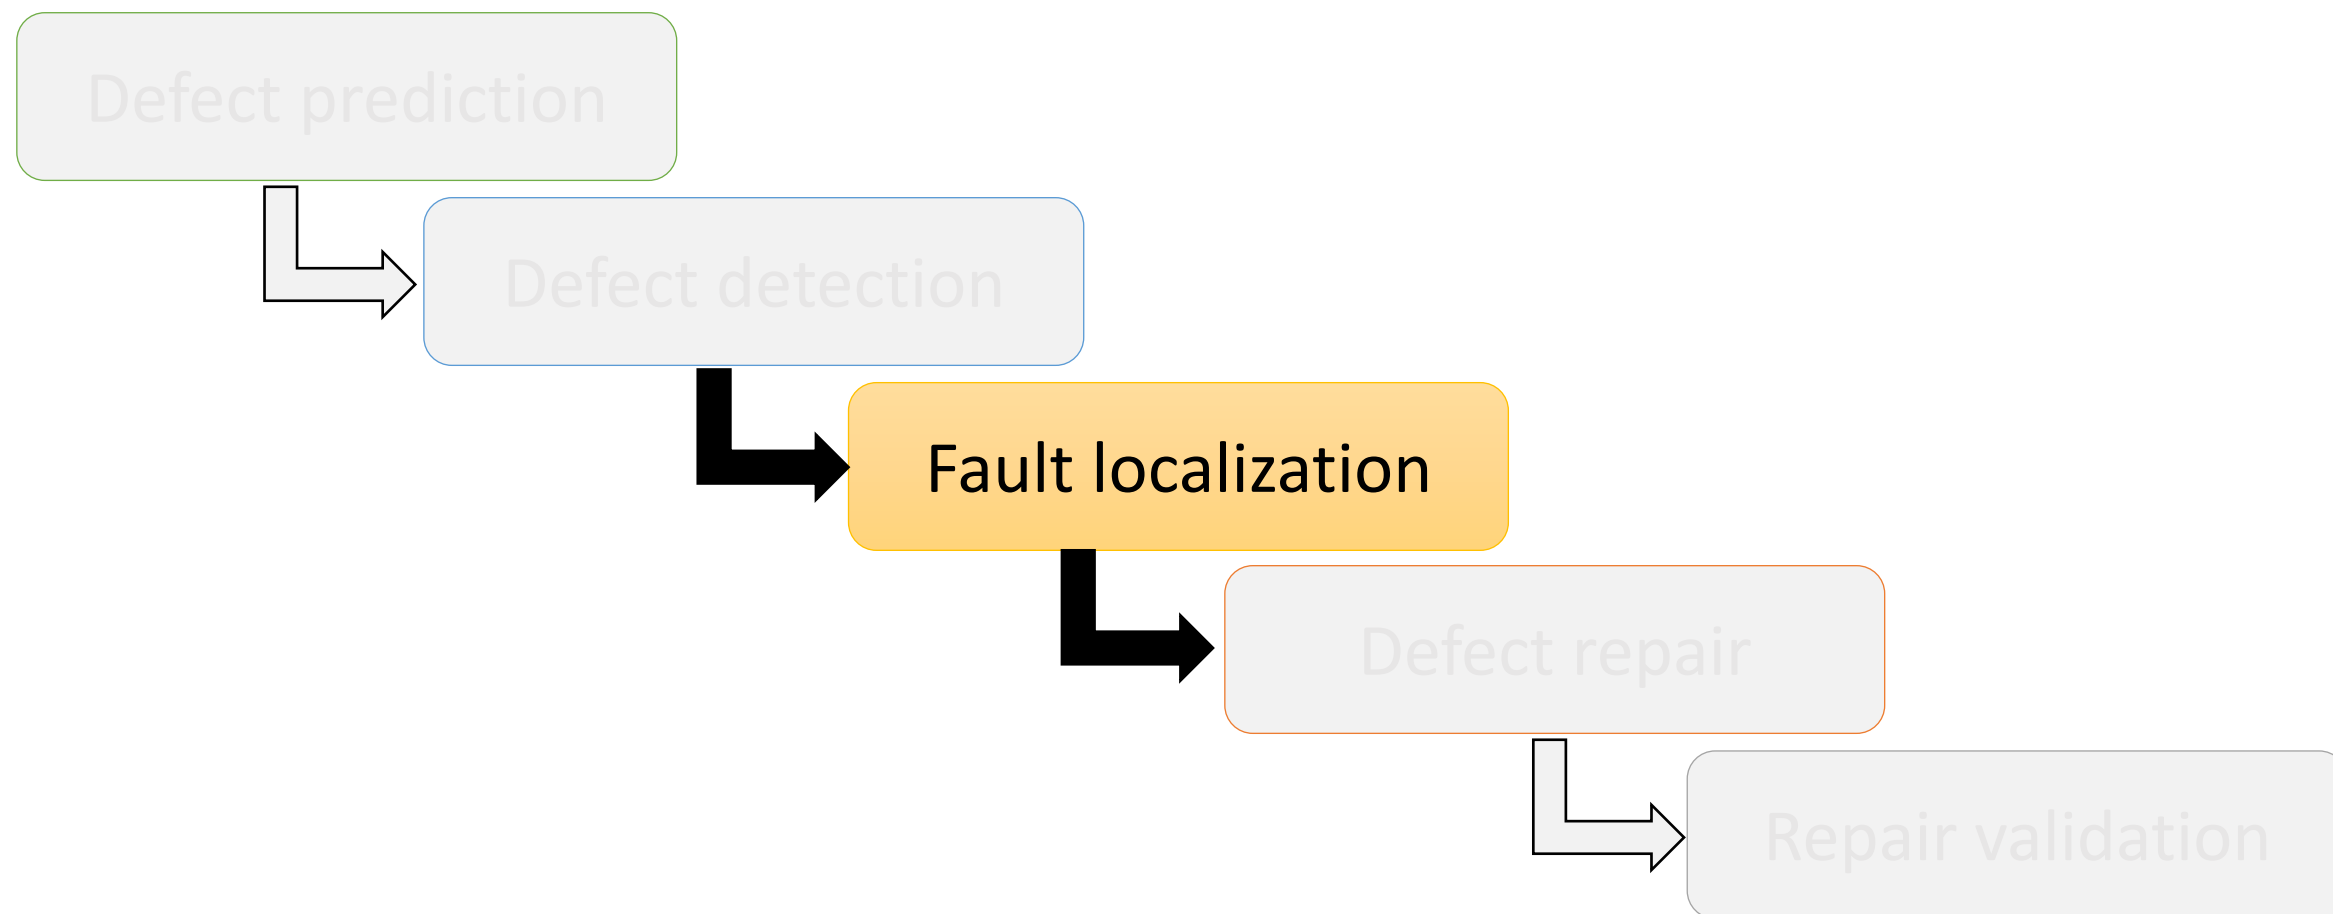 Defect prediction
Defect detection
Fault localization
Defect repair
Repair validation